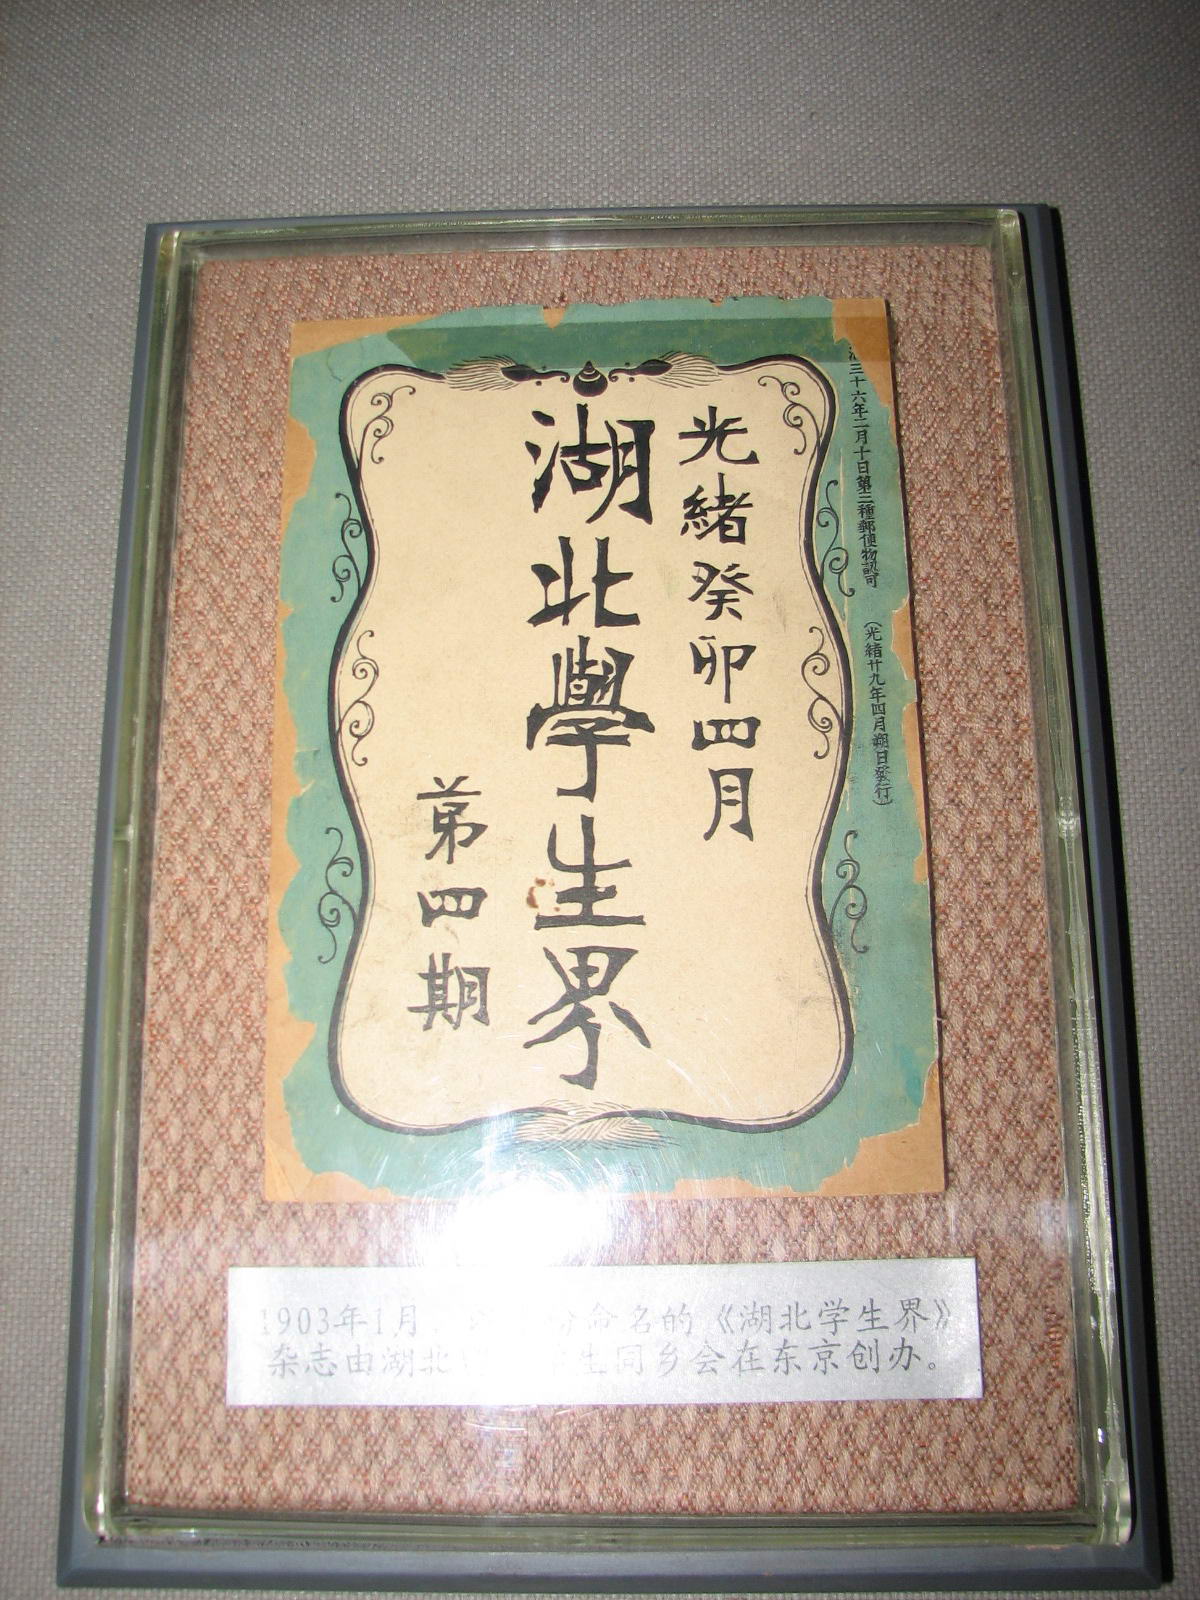 三十六年二月十日第三種郵便物認可 (光緒廿九年四月朔日發行)
光緒癸卯四月
湖北學生界
第四期
1903年1月 命名的《湖北学生界》
杂志由湖北 生同乡会在东京创办。